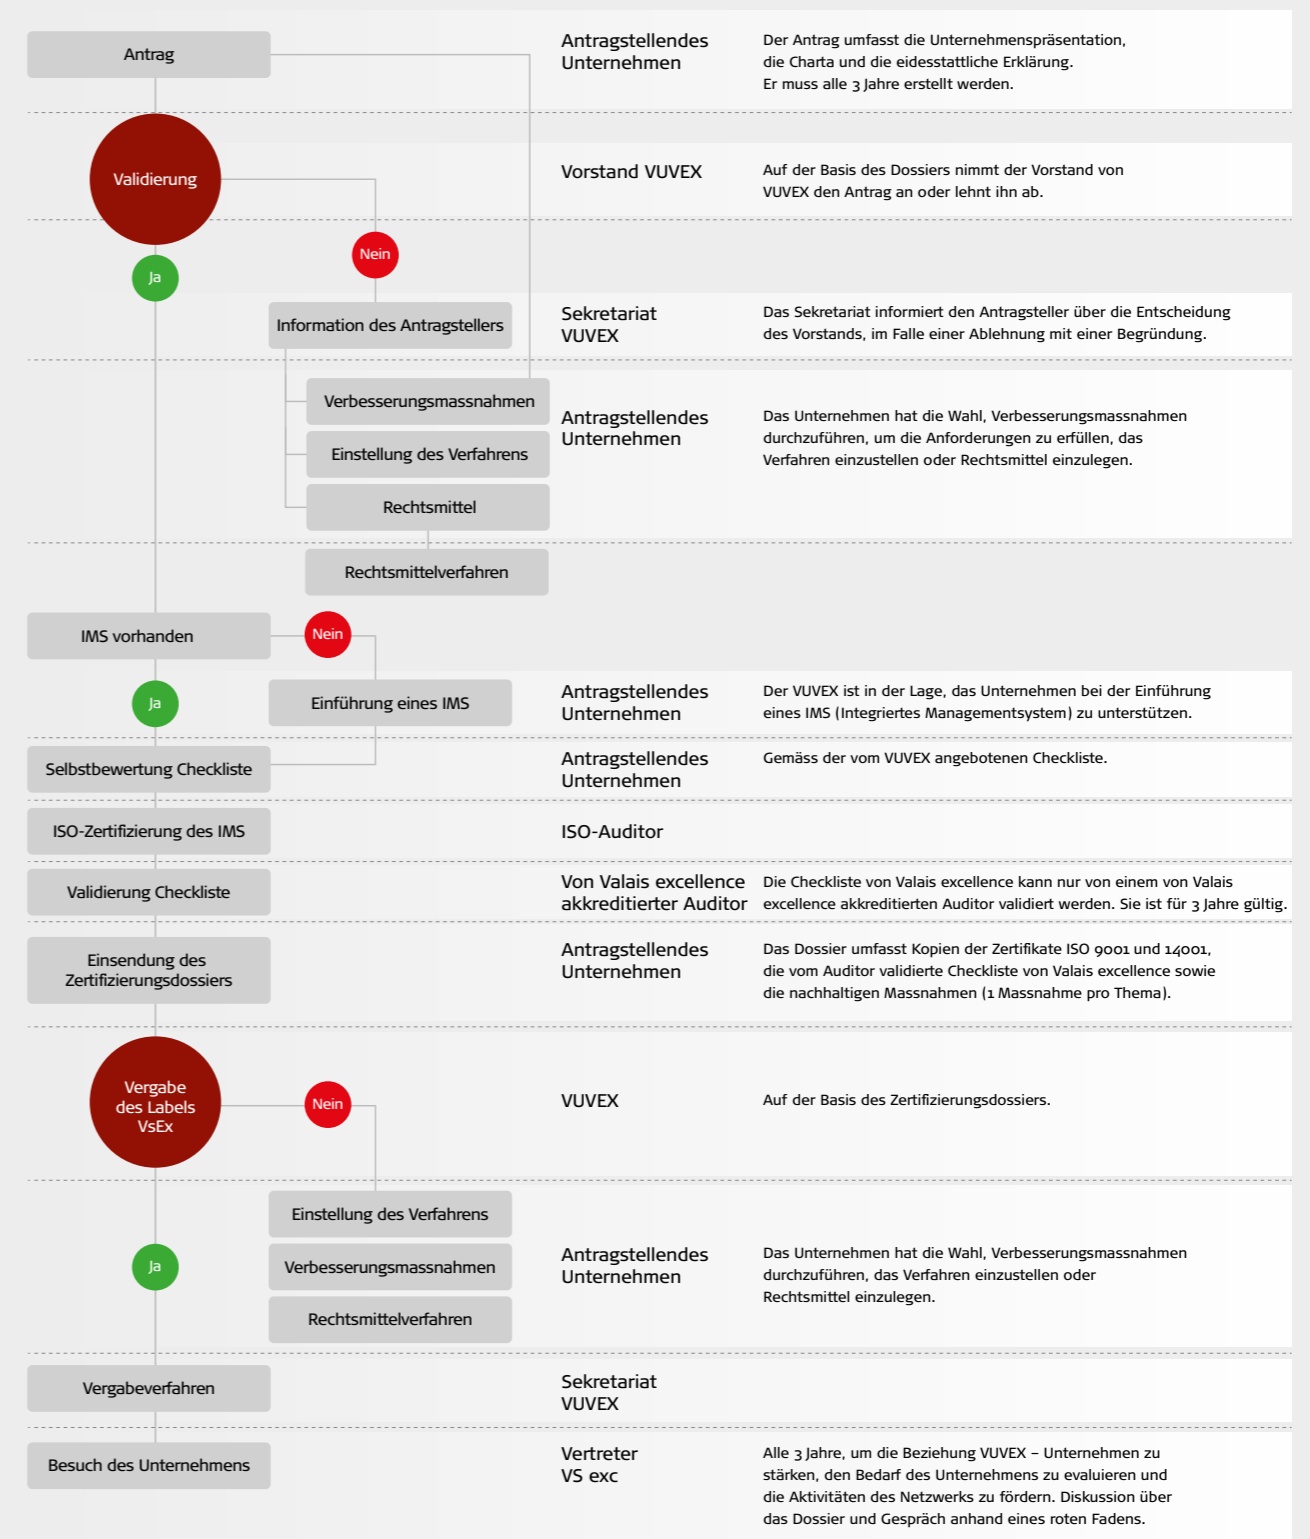 Antrag
Antragstellendes
Unternehmen
Der Antrag umfasst die Unternehmenspräsentation,
die Charta und die eidesstattliche Erklärung.
Er muss alle 3 Jahre erstellt werden.
Validierung
Vorstand VUVEX
Auf der Basis des Dossiers nimmt der Vorstand von
VUVEX den Antrag an oder lehnt ihn ab.
Nein
Ja
Information des Antragstellers
Sekretariat
VUVEX
Das Sekretariat informiert den Antragsteller über die Entscheidung
des Vorstands, im Falle einer Ablehnung mit einer Begründung.
Verbesserungsmassnahmen
Einstellung des Verfahrens
Rechtsmittel
Antragstellendes
Unternehmen
Das Unternehmen hat die Wahl, Verbesserungsmassnahmen
durchzuführen, um die Anforderungen zu erfüllen, das
Verfahren einzustellen oder Rechtsmittel einzulegen.
Rechtsmittelverfahren
IMS vorhanden
Nein
Ja
Einführung eines IMS
Antragstellendes
Unternehmen
Der VUVEX ist in der Lage, das Unternehmen bei der Einführung
eines IMS (Integriertes Managementsystem) zu unterstützen.
Selbstbewertung Checkliste
Antragstellendes
Unternehmen
Gemäss der vom VUVEX angebotenen Checkliste.
ISO-Zertifizierung des IMS
ISO-Auditor
Validierung Checkliste
Von Valais excellence
akkreditierter Auditor
Die Checkliste von Valais excellence kann nur von einem von Valais
excellence akkreditierten Auditor validiert werden. Sie ist für 3 Jahre gültig.
Einsendung des
Zertifizierungsdossiers
Antragstellendes
Unternehmen
Das Dossier umfasst Kopien der Zertifikate ISO 9001 und 14001,
die vom Auditor validierte Checkliste von Valais excellence sowie
die nachhaltigen Massnahmen (1 Massnahme pro Thema).
Vergabe
des Labels
VsEx
Nein
VUVEX
Auf der Basis des Zertifizierungsdossiers.
Ja
Einstellung des Verfahrens
Verbesserungsmassnahmen
Rechtsmittelverfahren
Antragstellendes
Unternehmen
Das Unternehmen hat die Wahl, Verbesserungsmassnahmen
durchzuführen, das Verfahren einzustellen oder
Rechtsmittel einzulegen.
Vergabeverfahren
Sekretariat
VUVEX
Besuch des Unternehmens
Vertreter
VS exc
Alle 3 Jahre, um die Beziehung VUVEX – Unternehmen zu
stärken, den Bedarf des Unternehmens zu evaluieren und
die Aktivitäten des Netzwerks zu fördern. Diskussion über
das Dossier und Gespräch anhand eines roten Fadens.